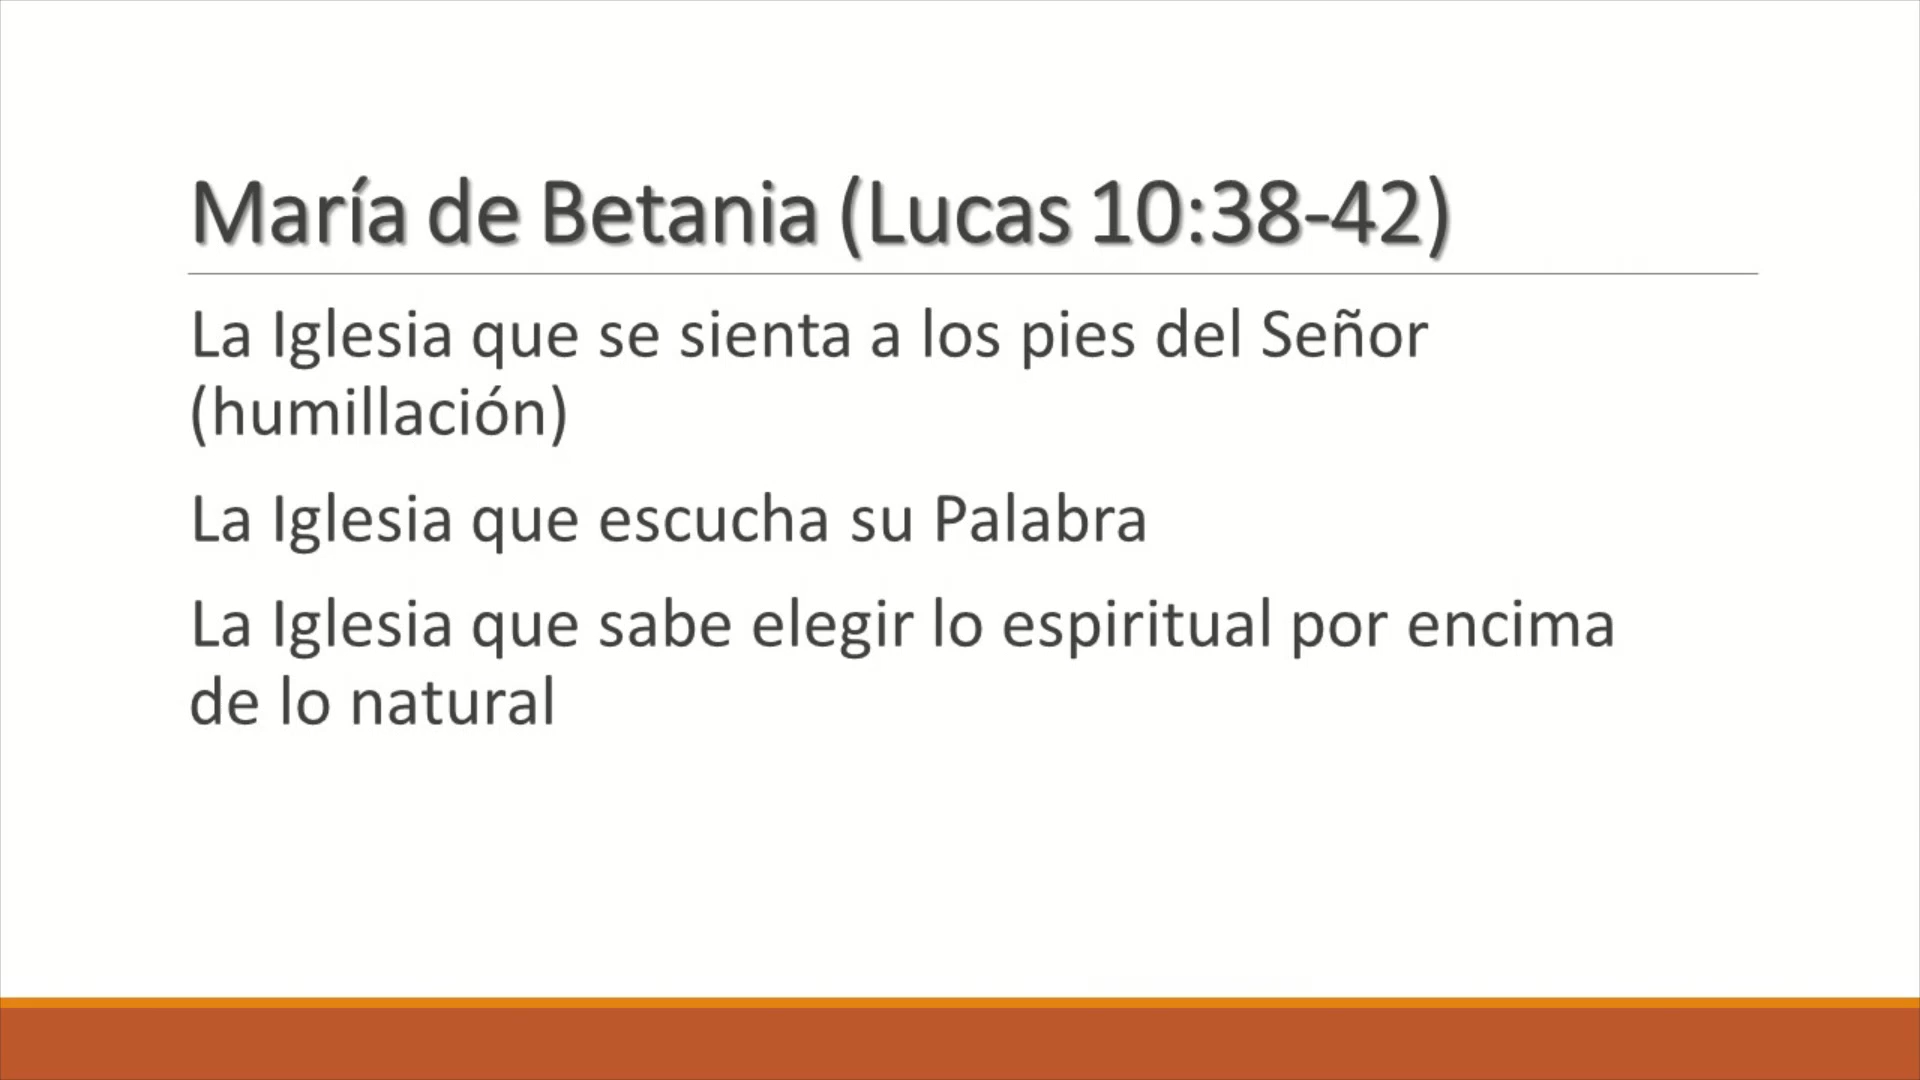 María de Betania (Lucas 10:38-42)
La Iglesia que se sienta a los pies del Señor
(humillación)
La Iglesia que escucha su Palabra
La Iglesia que sabe elegir lo espiritual por encima
de lo natural